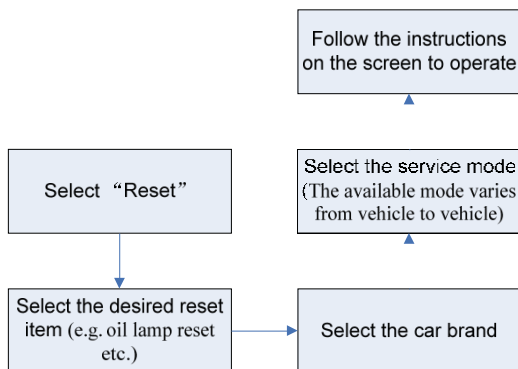 Follow the instructions
on the screen to operate
Select “Reset”
Select the service mode
(The available mode varies
from vehicle to vehicle)
Select the desired reset
item (e.g. oil lamp reset
etc.)
Select the car brand